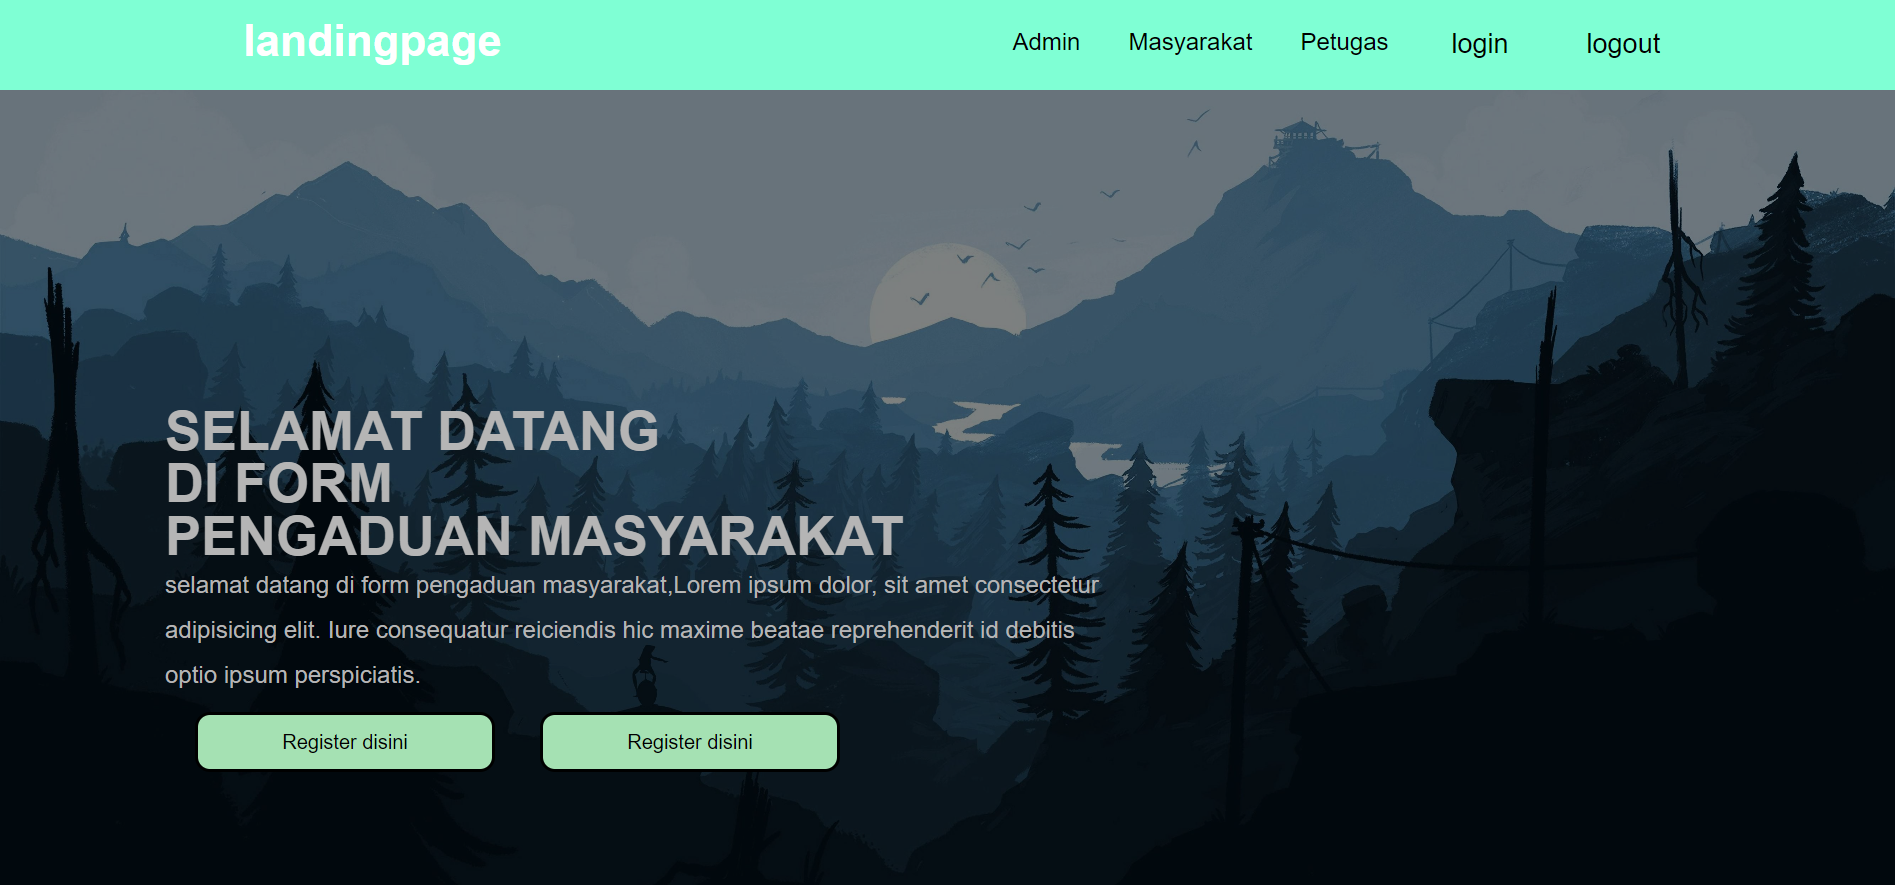 landingpage
Admin Masyarakat Petugas login logout
SELAMAT DATANG
DI FORM
PENGADUAN MASYARAKAT
selamat datang di form pengaduan masyarakat,Lorem ipsum dolor, sit amet consectetur
adipisicing elit. Iure consequatur reiciendis hic maxime beatae reprehenderit id debitis
optio ipsum perspiciatis.
Register disini
Register disini